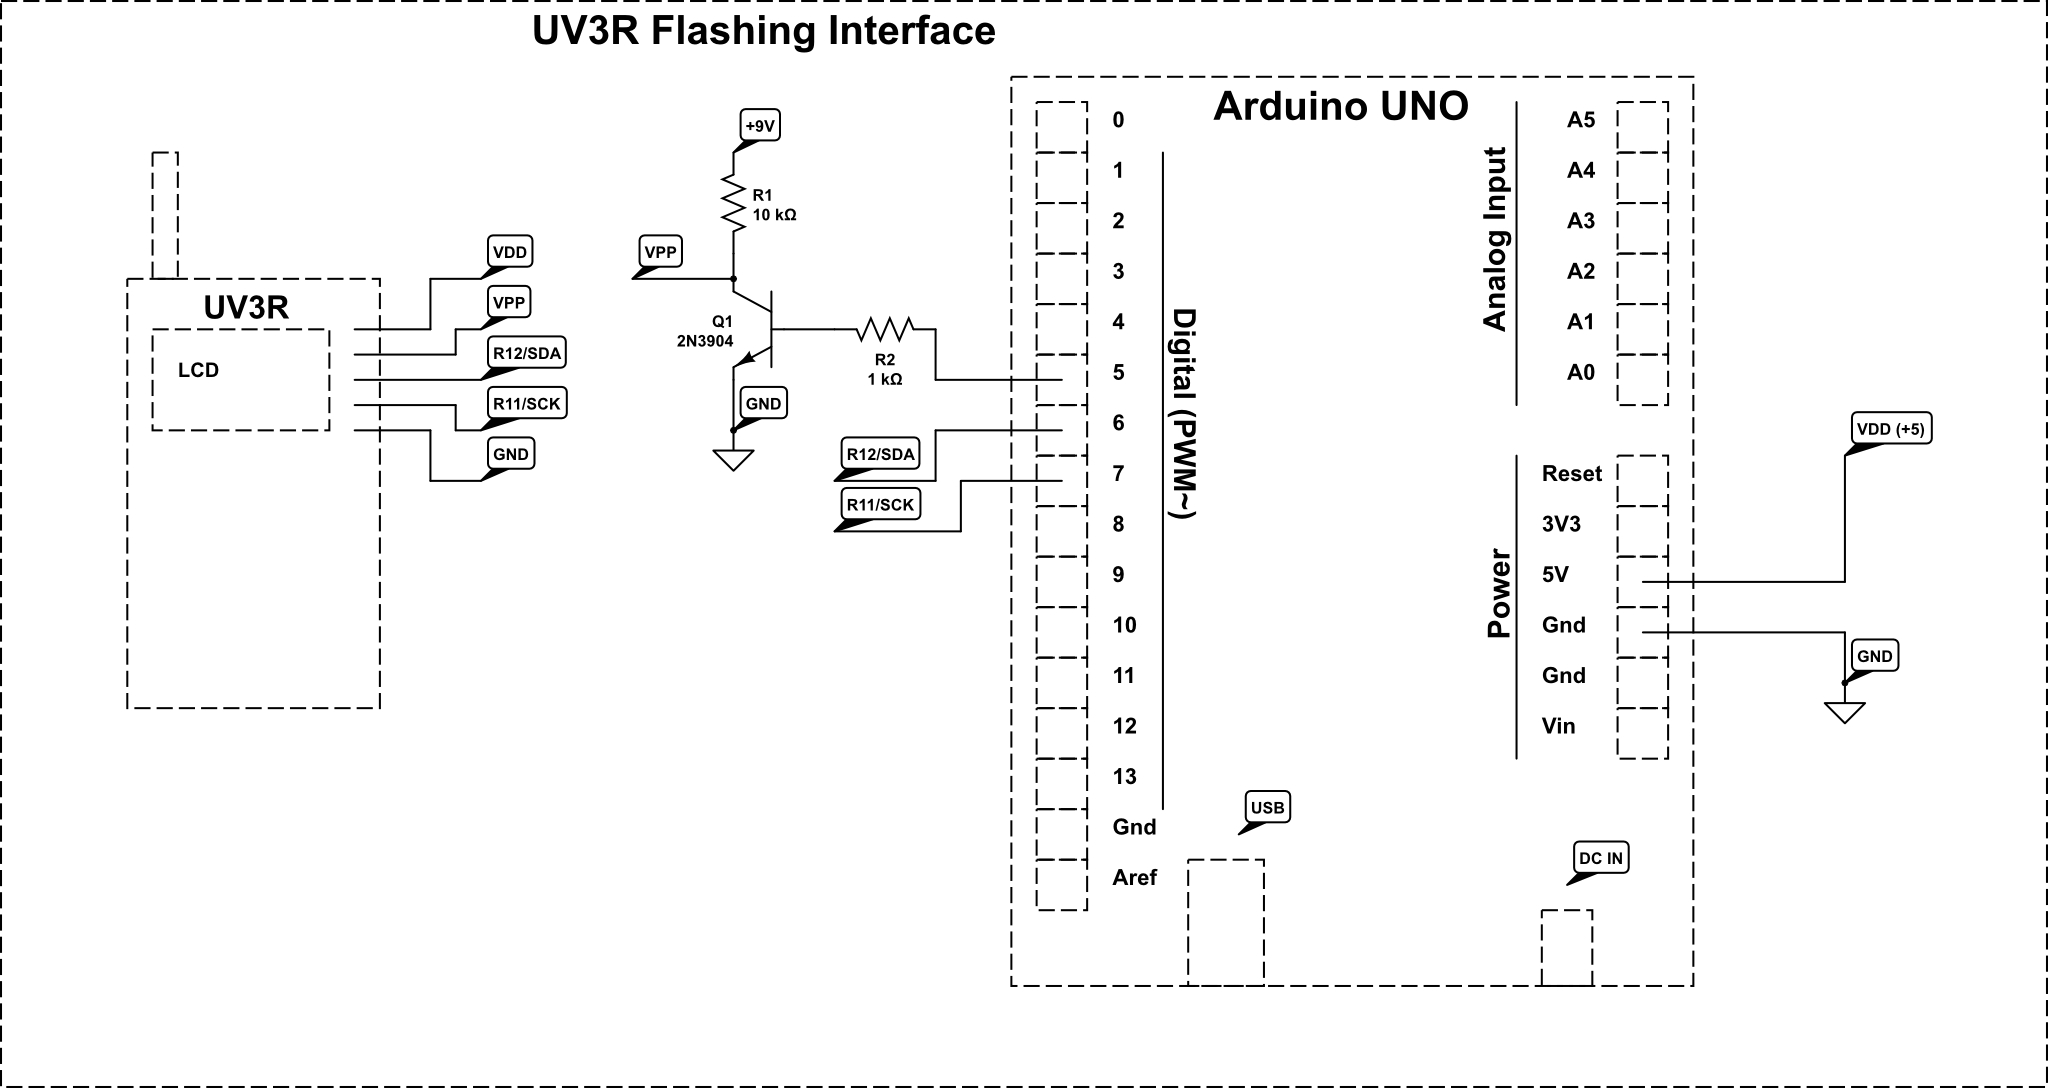 UV3R Flashing Interface
UV3R
LCD
VDD
VPP
R12/SDA
R11/SCK
GND
+9V
R1
10 kΩ
VPP
Q1
2N3904
R2
1 kΩ
GND
R12/SDA
R11/SCK
Arduino UNO
0
1
2
3
4
5
6
7
8
9
10
11
12
13
Gnd
Aref
Digital (PWM~)
Analog Input
A5
A4
A3
A2
A1
A0
Power
Reset
3V3
5V
Gnd
Gnd
Vin
VDD (+5)
GND
USB
DC IN